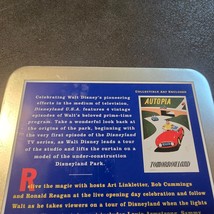 COLLECTIBLE BOX ENCLOSED
Celebrating Walt Disney's pioneering
efforts in the medium of television,
Disneyland U.S.A. features 4 vintage
episodes of Walt's beloved prime-time
program. Take a wonderful look back at
the origins of the park, beginning with
the very first episode of the Disneyland
TV series, as Walt Disney leads a tour
of the studio and lifts the curtain on a
model of the under-construction
Disneyland Park.
AUTOPIA
TOMORROWLAND
Relive the magic with hosts Art Linkletter, Bob Cummings
and Ronald Reagan at the live opening day celebration and follow
Walt as he takes viewers on a tour of Disneyland when the lights